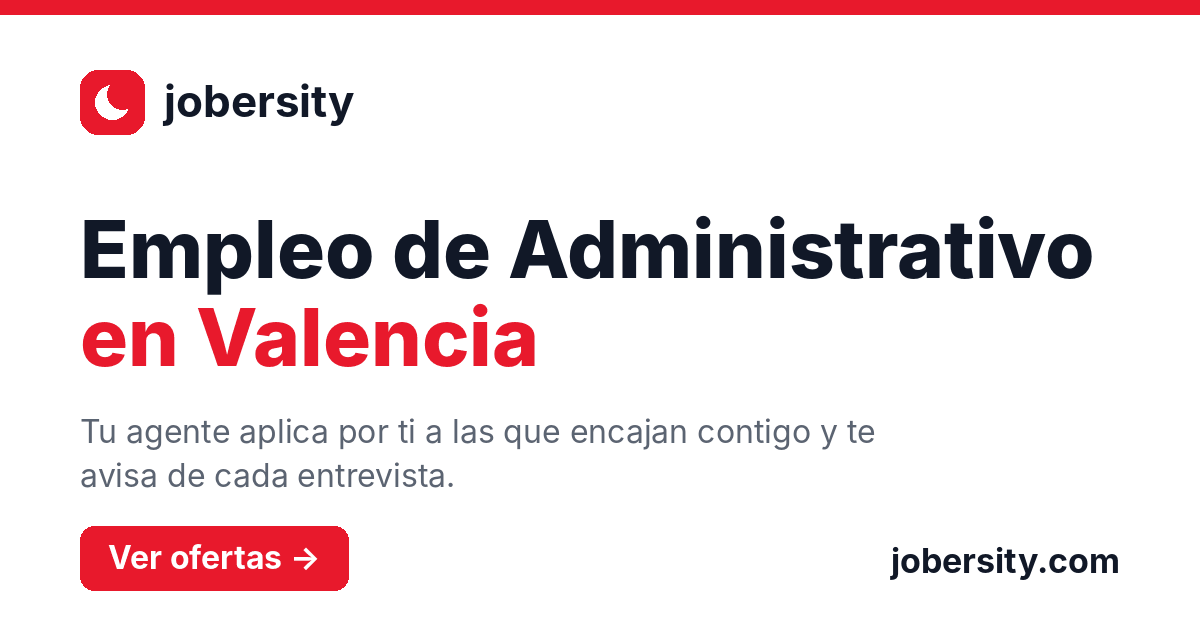 jobersity
Empleo de Administrativo
en Valencia
Tu agente aplica por ti a las que encajan contigo y te
avisa de cada entrevista.
Ver ofertas →
jobersity.com